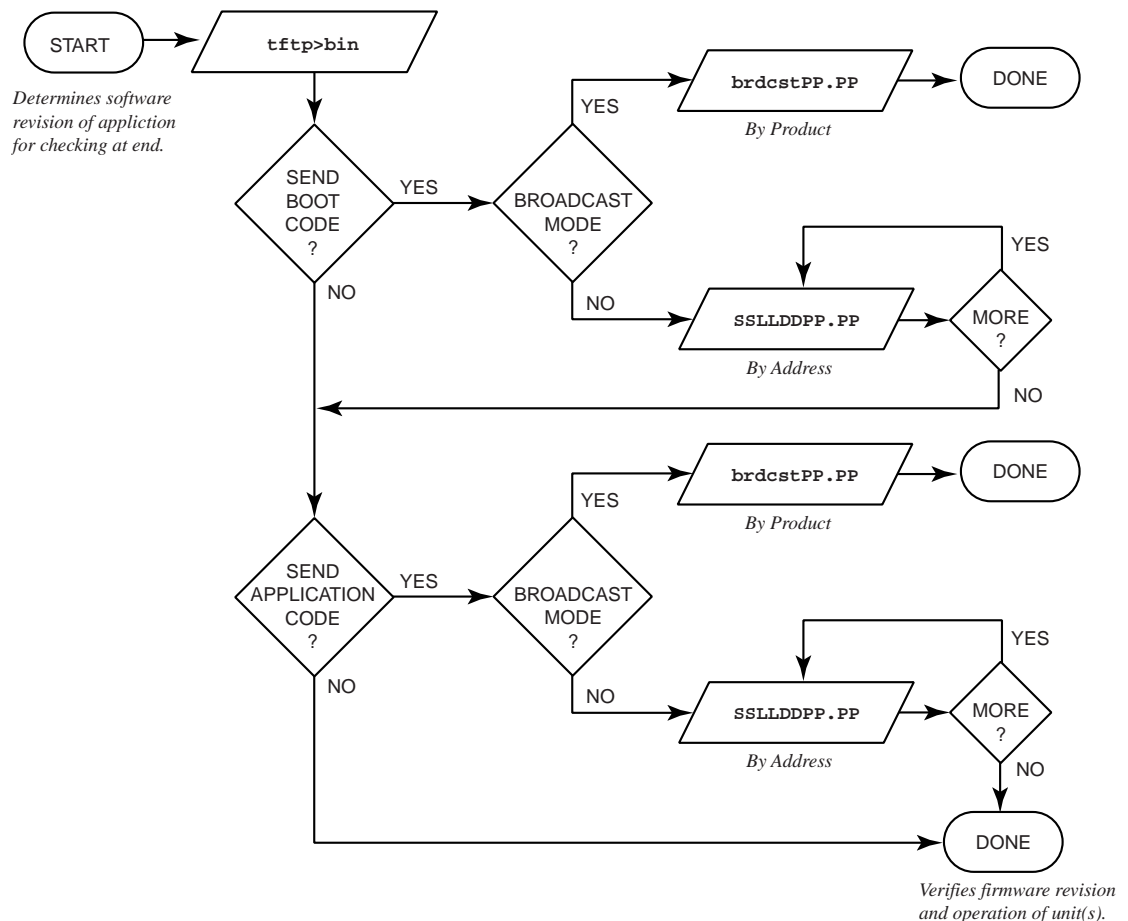 START
tftp>bin
Determines software
revision of appliction
for checking at end.
brdcstPP.PP
By Product
DONE
SEND
BOOT
CODE
?
YES
NO
BROADCAST
MODE
?
YES
NO
SSLLDDPP.PP
By Address
MORE
?
YES
NO
SEND
APPLICATION
CODE
?
YES
NO
BROADCAST
MODE
?
YES
NO
brdcstPP.PP
By Product
DONE
SSLLDDPP.PP
By Address
MORE
?
YES
NO
DONE
Verifies firmware revision
and operation of unit(s).